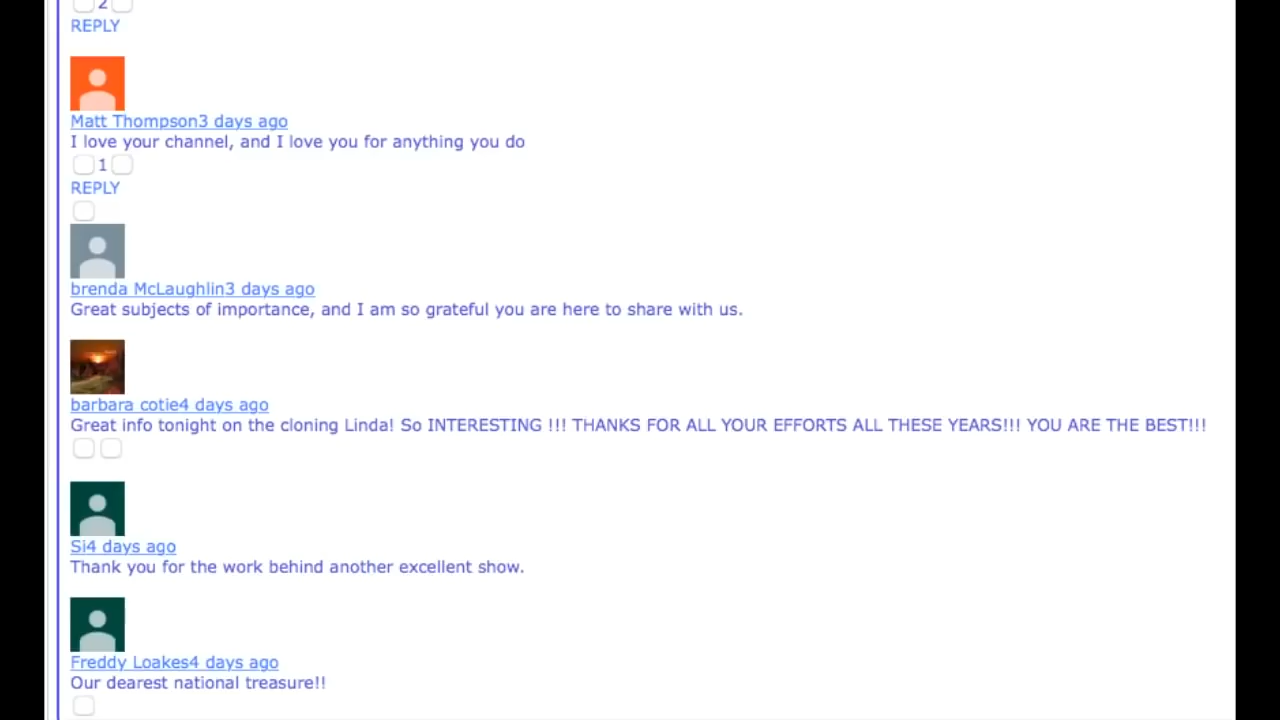 2
REPLY
Matt Thompson3 days ago
I love your channel, and I love you for anything you do
1
REPLY
brenda McLaughlin3 days ago
Great subjects of importance, and I am so grateful you are here to share with us.
barbara cotie4 days ago
Great info tonight on the cloning Linda! So INTERESTING !!! THANKS FOR ALL YOUR EFFORTS ALL THESE YEARS!!! YOU ARE THE BEST!!!
Si4 days ago
Thank you for the work behind another excellent show.
Freddy Loakes4 days ago
Our dearest national treasure!!